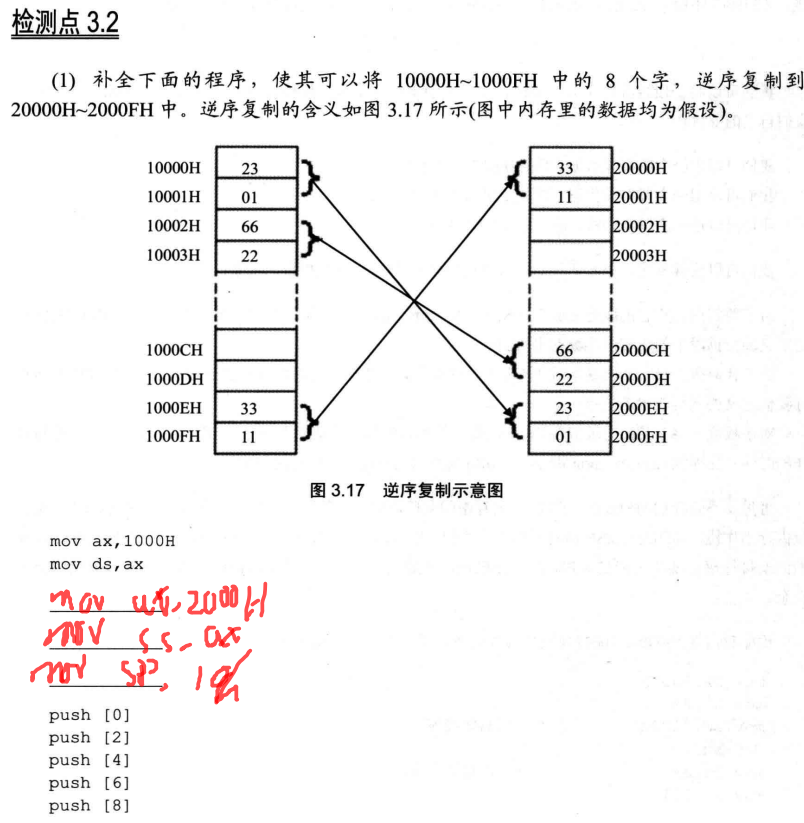 检测点 3.2
(1) 补全下面的程序，使其可以将 10000H~1000FH 中的 8 个字，逆序复制到
20000H~2000FH 中。逆序复制的含义如图 3.17 所示(图中内存里的数据均为假设)。
10000H 23 33 20000H
10001H 01 11 20001H
10002H 66 20002H
10003H 22 20003H
1000CH 66 2000CH
1000DH 22 2000DH
1000EH 33 23 2000EH
1000FH 11 01 2000FH
图 3.17 逆序复制示意图
mov ax,1000H
mov ds,ax
mov ax,2000H
mov ss,ax
mov sp,
push [0]
push [2]
push [4]
push [6]
push [8]